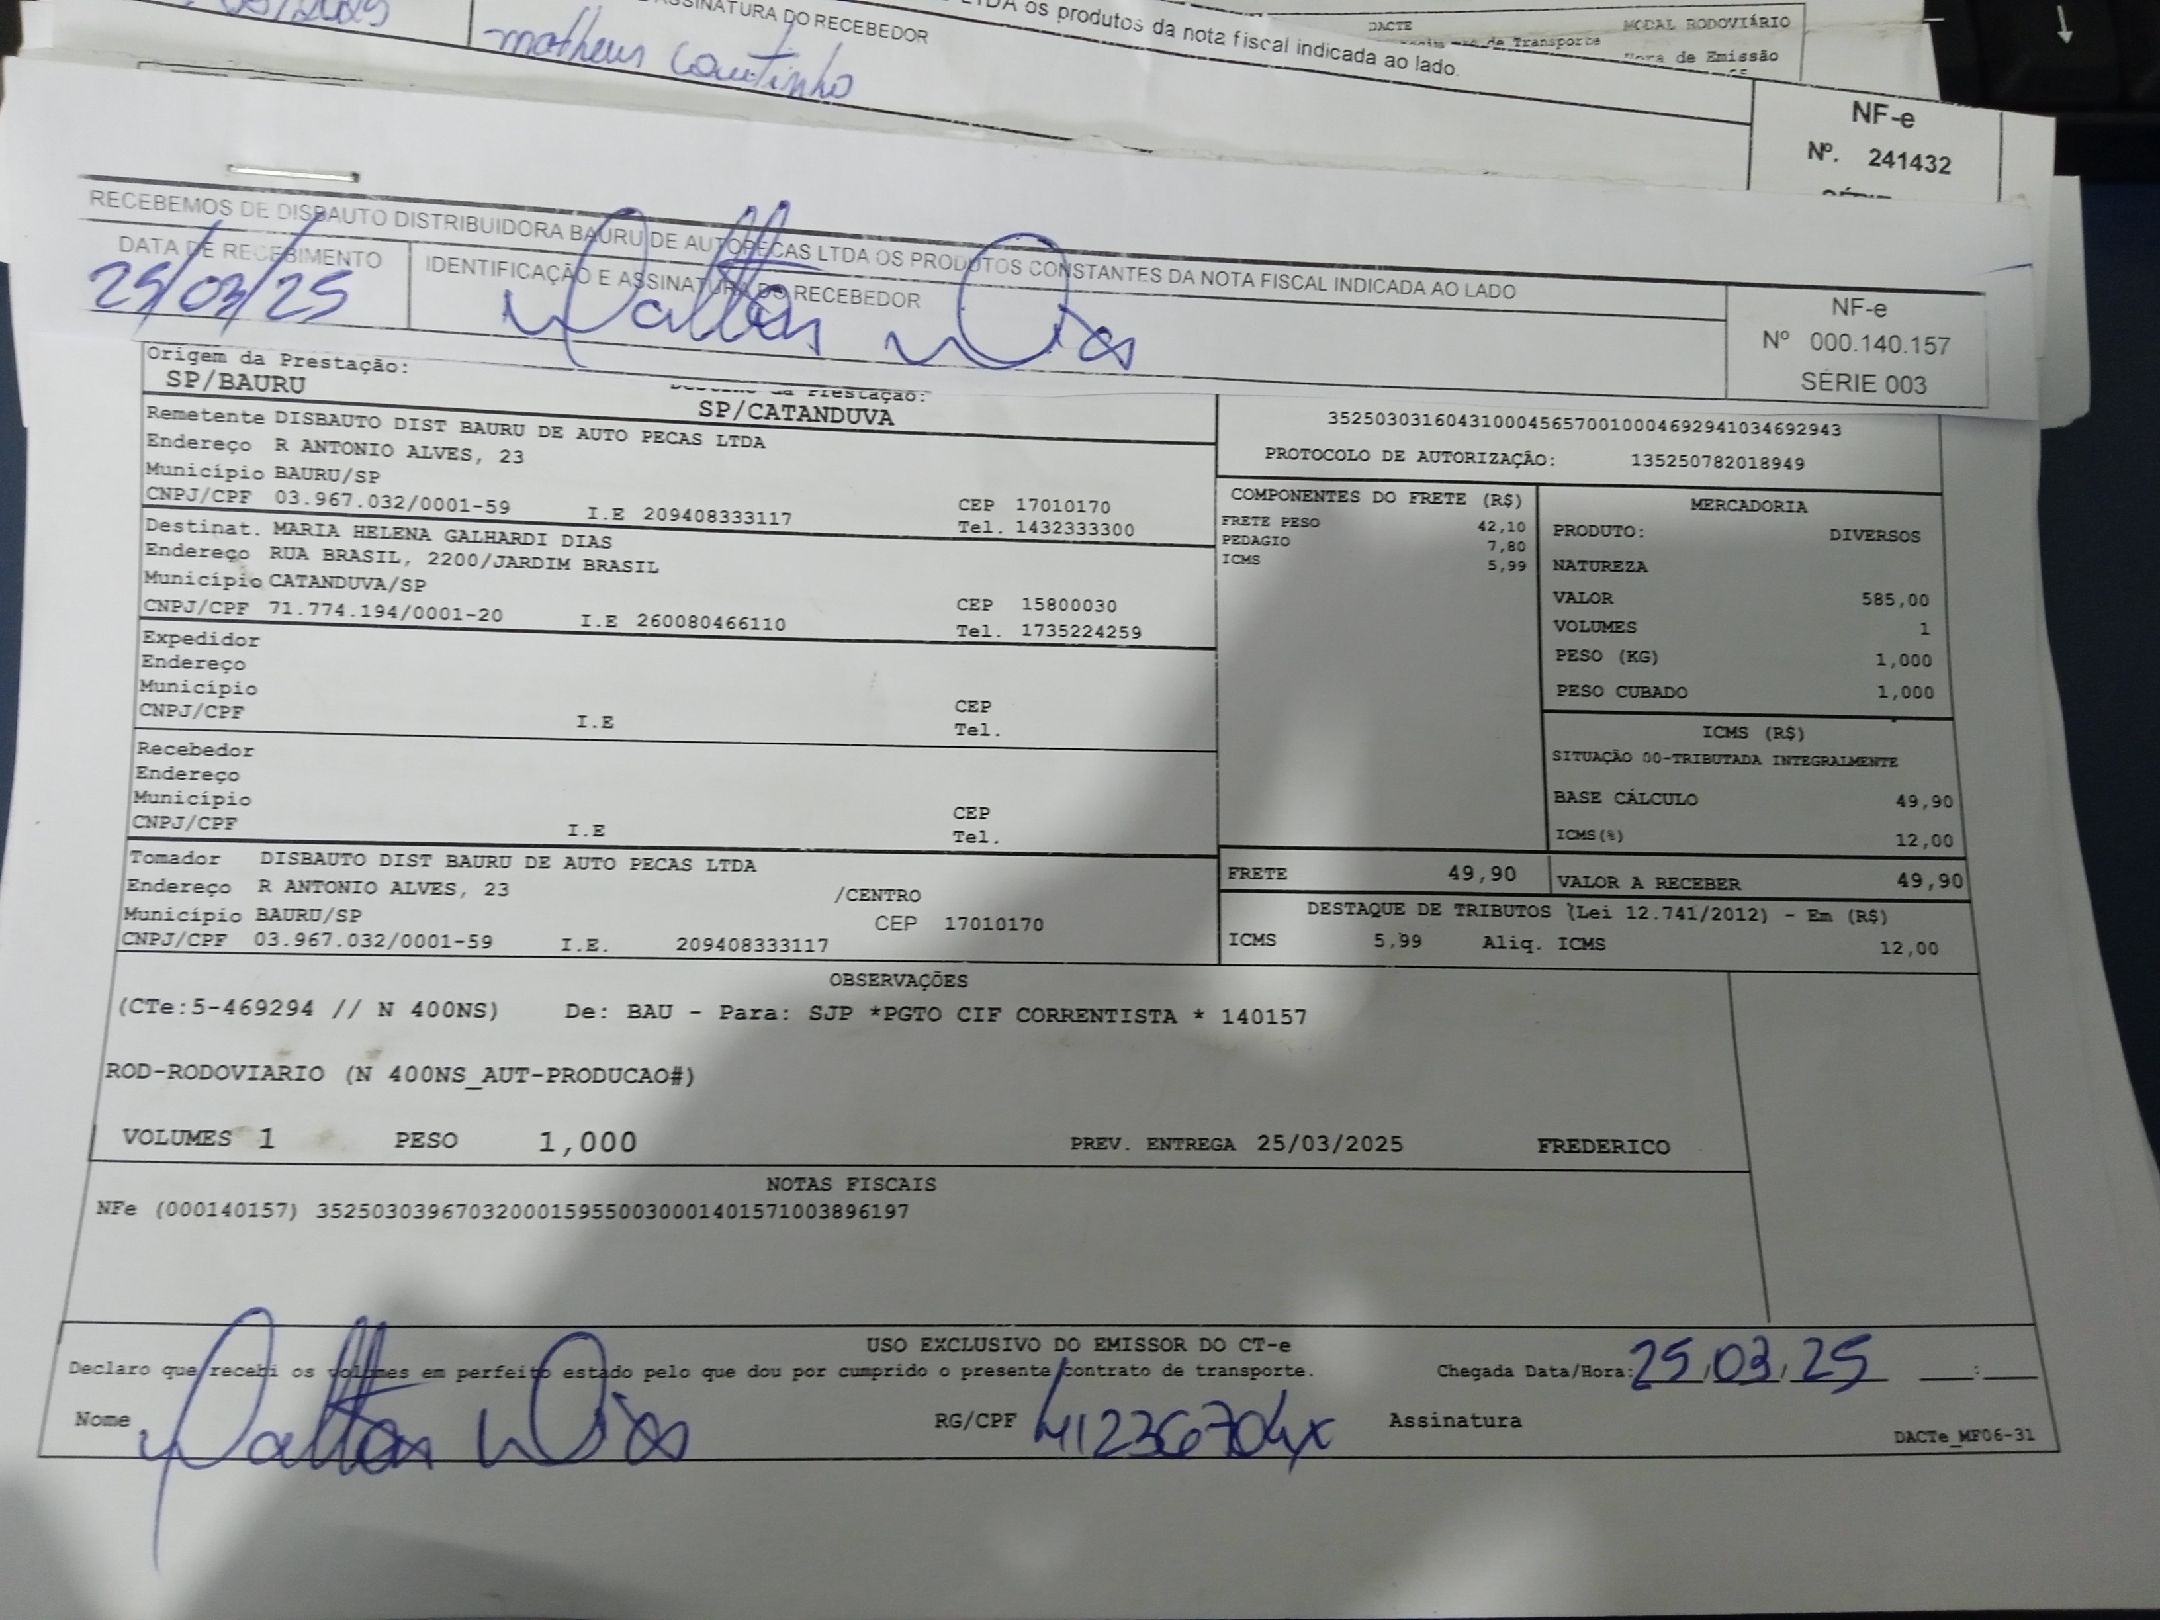 matheus Coutinho
ASSINATURA DO RECEBEDOR
LTDA os produtos da nota fiscal indicada ao lado.
DACTE
de Transporte
MODAL RODOVIÁRIO
de Emissão
NF-e
Nº. 241432
RECEBEMOS DE DISBAUTO DISTRIBUIDORA BAURU DE AUTOPECAS LTDA OS PRODUTOS CONSTANTES DA NOTA FISCAL INDICADA AO LADO
DATA DE RECEBIMENTO
25/03/25
IDENTIFICAÇÃO E ASSINATURA DO RECEBEDOR
Dalton Dias
NF-e
Nº 000.140.157
SÉRIE 003
Origem da Prestação:
SP/BAURU
Prestação:
SP/CATANDUVA
Remetente DISBAUTO DIST BAURU DE AUTO PECAS LTDA
Endereço R ANTONIO ALVES, 23
Município BAURU/SP
CNPJ/CPF 03.967.032/0001-59 I.E 209408333117
CEP 17010170
Tel. 1432333300
Destinat. MARIA HELENA GALHARDI DIAS
Endereço RUA BRASIL, 2200/JARDIM BRASIL
Município CATANDUVA/SP
CNPJ/CPF 71.774.194/0001-20 I.E 260080466110
CEP 15800030
Tel. 1735224259
Expedidor
Endereço
Município
CNPJ/CPF I.E
CEP
Tel.
Recebedor
Endereço
Município
CNPJ/CPF I.E
CEP
Tel.
Tomador DISBAUTO DIST BAURU DE AUTO PECAS LTDA
Endereço R ANTONIO ALVES, 23 /CENTRO
Município BAURU/SP CEP 17010170
CNPJ/CPF 03.967.032/0001-59 I.E. 209408333117
35250303160431000456570010004692941034692943
PROTOCOLO DE AUTORIZAÇÃO: 135250782018949
COMPONENTES DO FRETE (R$)
FRETE PESO 42,10
PEDAGIO 7,80
ICMS 5,99
MERCADORIA
PRODUTO: DIVERSOS
NATUREZA
VALOR 585,00
VOLUMES 1
PESO (KG) 1,000
PESO CUBADO 1,000
ICMS (R$)
SITUAÇÃO 00-TRIBUTADA INTEGRALMENTE
BASE CÁLCULO 49,90
ICMS(%) 12,00
FRETE 49,90 VALOR A RECEBER 49,90
DESTAQUE DE TRIBUTOS (Lei 12.741/2012) - Em (R$)
ICMS 5,99 Aliq. ICMS 12,00
OBSERVAÇÕES
(CTe:5-469294 // N 400NS) De: BAU - Para: SJP *PGTO CIF CORRENTISTA * 140157
ROD-RODOVIARIO (N 400NS_AUT-PRODUCAO#)
VOLUMES 1 PESO 1,000 PREV. ENTREGA 25/03/2025 FREDERICO
NOTAS FISCAIS
NFe (000140157) 35250303967032000159550030001401571003896197
USO EXCLUSIVO DO EMISSOR DO CT-e
Declaro que recebi os volumes em perfeito estado pelo que dou por cumprido o presente contrato de transporte.
Chegada Data/Hora: 25/03/25 __:__
Nome Dalton Dias RG/CPF Assinatura
DACTe_MF06-31